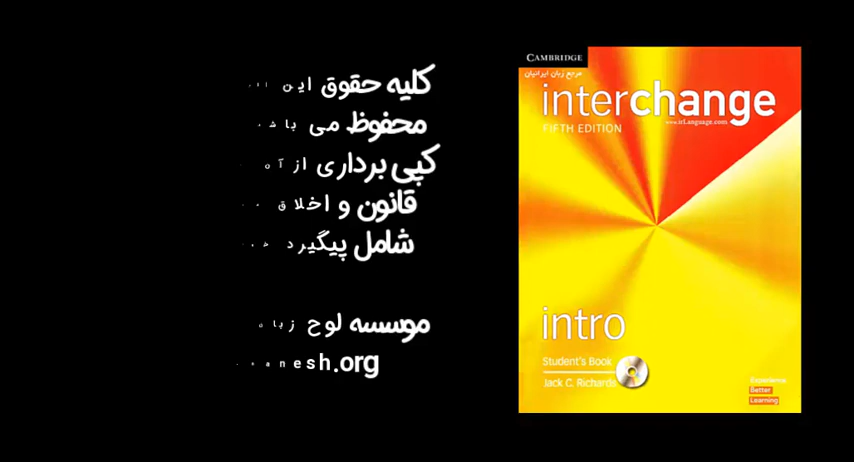 کلیه حقوق این
محفوظ می باشد
کپی برداری از آن
قانون و اخلاق
شامل پیگیرد
موسسه لوح زبان
anesh.org
CAMBRIDGE
مرجع زبان ایرانیان
interchange
www.irLanguage.com
FIFTH EDITION
intro
Student's Book
Jack C. Richards
Experience
Better
Learning